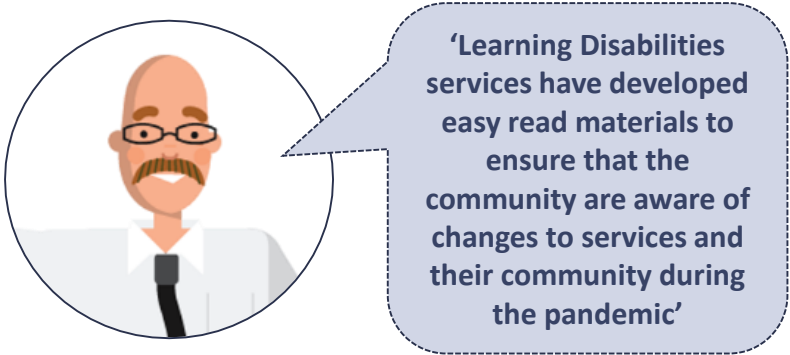 ‘Learning Disabilities
services have developed
easy read materials to
ensure that the
community are aware of
changes to services and
their community during
the pandemic’